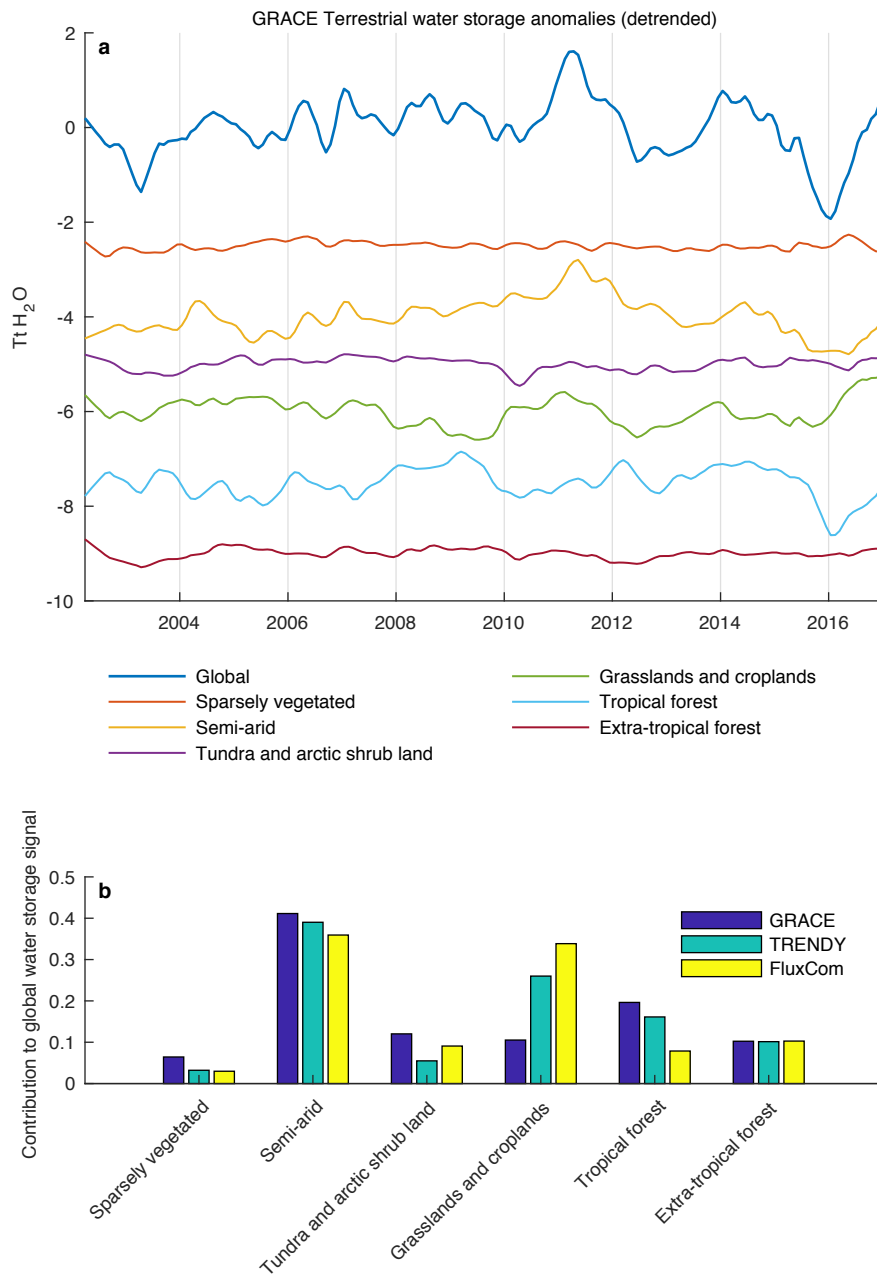 GRACE Terrestrial water storage anomalies (detrended)
a
2
0
-2
-4
-6
-8
-10
Tt H2O
2004 2006 2008 2010 2012 2014 2016
Global
Sparsely vegetated
Semi-arid
Tundra and arctic shrub land
Grasslands and croplands
Tropical forest
Extra-tropical forest
b
Contribution to global water storage signal
0.5
0.4
0.3
0.2
0.1
0
GRACE
TRENDY
FluxCom
Sparsely vegetated
Semi-arid
Tundra and arctic shrub land
Grasslands and croplands
Tropical forest
Extra-tropical forest